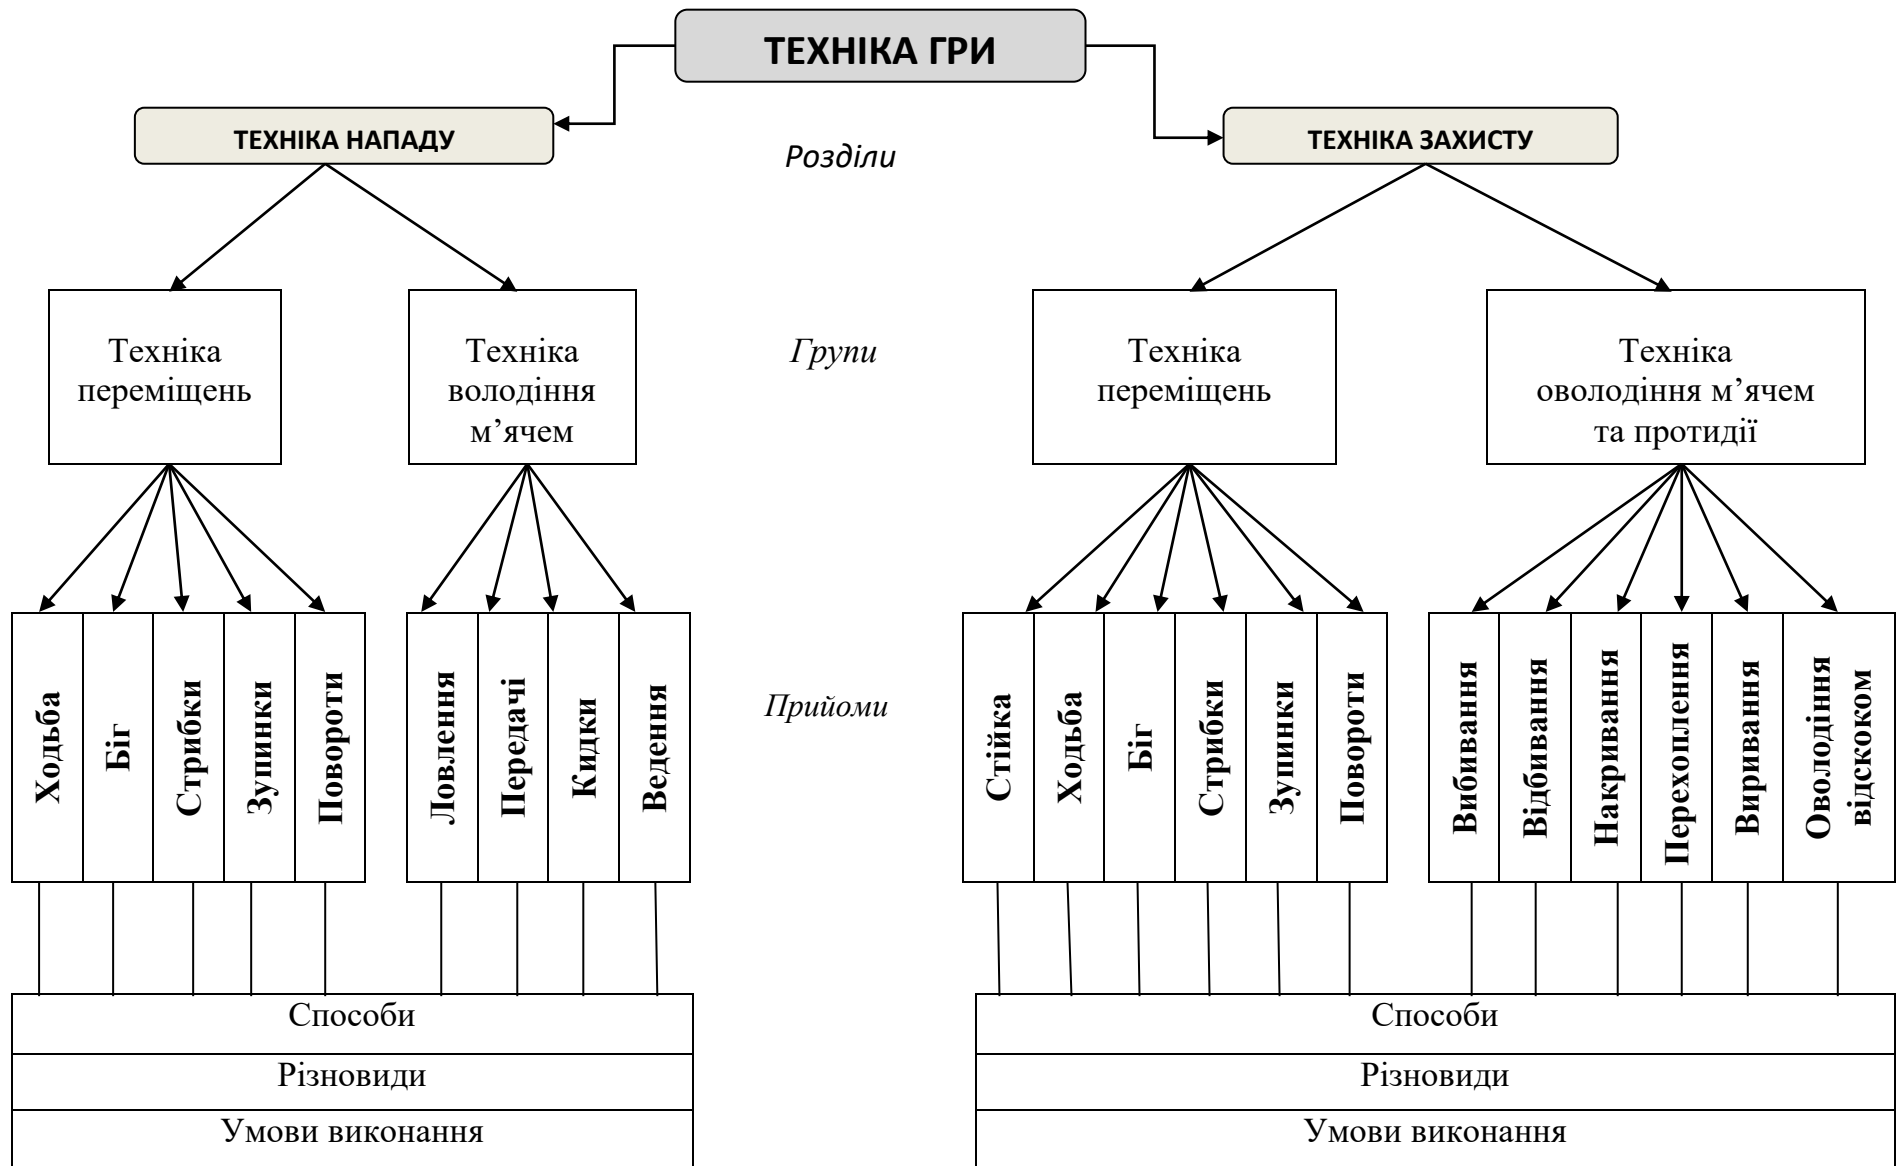 ТЕХНІКА ГРИ
ТЕХНІКА НАПАДУ
ТЕХНІКА ЗАХИСТУ
Розділи
Техніка
переміщень
Техніка
володіння
м’ячем
Групи
Техніка
переміщень
Техніка
оволодіння м’ячем
та протидії
Ходьба
Біг
Стрибки
Зупинки
Повороти
Ловлення
Передачі
Кидки
Ведення
Прийоми
Стійка
Ходьба
Біг
Стрибки
Зупинки
Повороти
Вибивання
Відбивання
Накривання
Перехоплення
Виривання
Оволодіння
відскоком
Способи
Різновиди
Умови виконання
Способи
Різновиди
Умови виконання